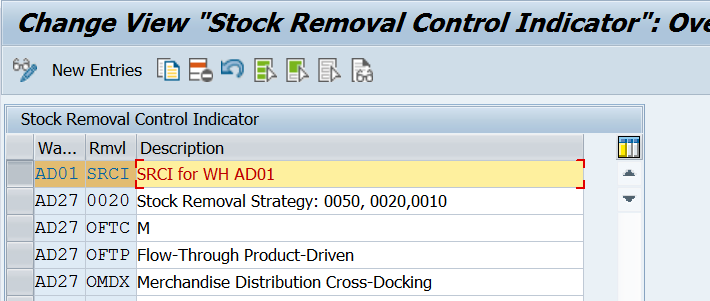 Change View "Stock Removal Control Indicator": Ove
New Entries
Stock Removal Control Indicator
Wa... Rmvl Description
AD01 SRCI SRCI for WH AD01
AD27 0020 Stock Removal Strategy: 0050, 0020,0010
AD27 OFTC M
AD27 OFTP Flow-Through Product-Driven
AD27 OMDX Merchandise Distribution Cross-Docking